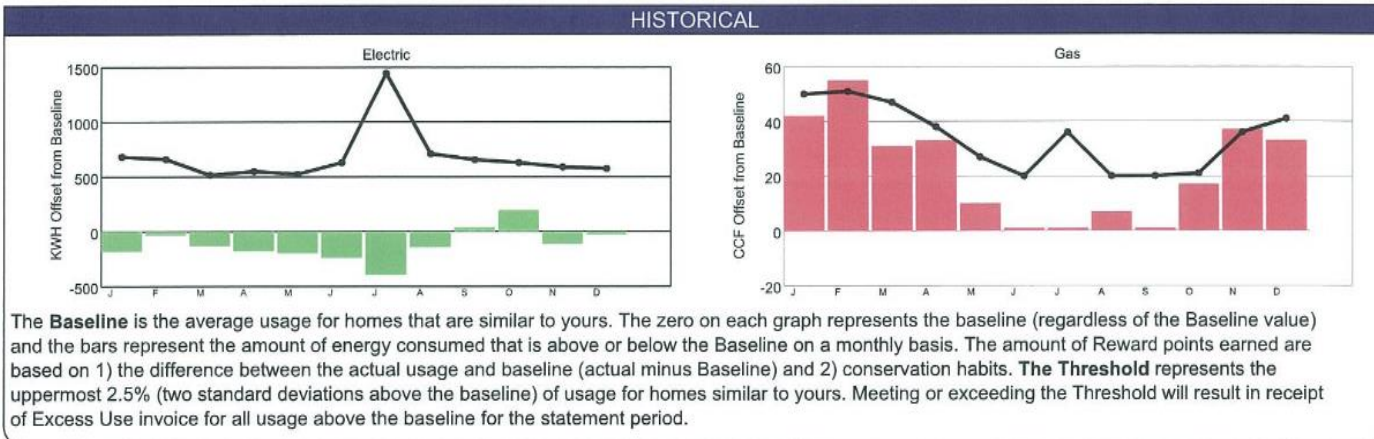 HISTORICAL
Electric
KWH Offset from Baseline
1500
1000
500
0
-500
J F M A M J J A S O N D
Gas
CCF Offset from Baseline
60
40
20
0
-20
J F M A M J J A S O N D
The Baseline is the average usage for homes that are similar to yours. The zero on each graph represents the baseline (regardless of the Baseline value)
and the bars represent the amount of energy consumed that is above or below the Baseline on a monthly basis. The amount of Reward points earned are
based on 1) the difference between the actual usage and baseline (actual minus Baseline) and 2) conservation habits. The Threshold represents the
uppermost 2.5% (two standard deviations above the baseline) of usage for homes similar to yours. Meeting or exceeding the Threshold will result in receipt
of Excess Use invoice for all usage above the baseline for the statement period.